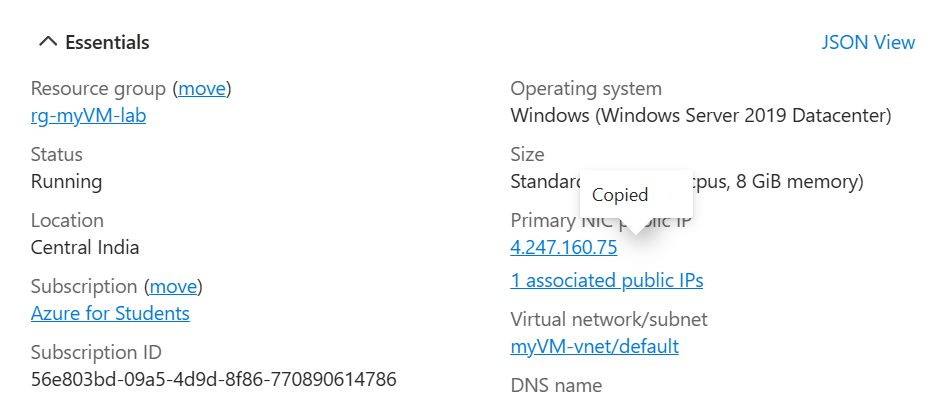 Essentials
JSON View
Resource group (move)
rg-myVM-lab
Status
Running
Location
Central India
Subscription (move)
Azure for Students
Subscription ID
56e803bd-09a5-4d9d-8f86-770890614786
Operating system
Windows (Windows Server 2019 Datacenter)
Size
Standard cpus, 8 GiB memory)
Copied
Primary NIC public IP
4.247.160.75
1 associated public IPs
Virtual network/subnet
myVM-vnet/default
DNS name